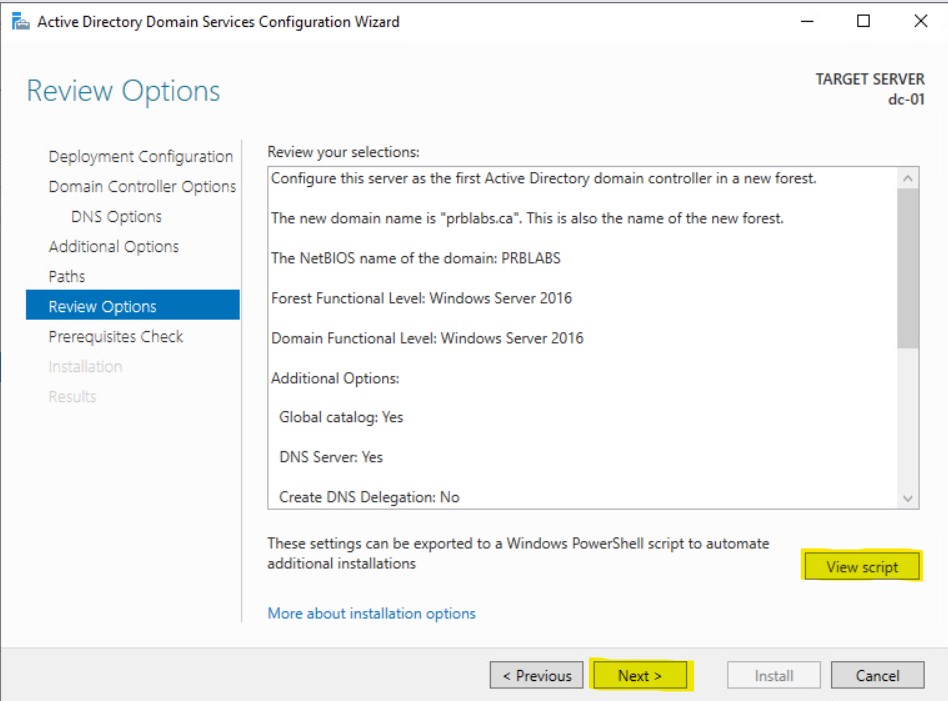 Active Directory Domain Services Configuration Wizard
Review Options
TARGET SERVER
dc-01
Deployment Configuration
Domain Controller Options
DNS Options
Additional Options
Paths
Review Options
Prerequisites Check
Installation
Results
Review your selections:
Configure this server as the first Active Directory domain controller in a new forest.
The new domain name is "prblabs.ca". This is also the name of the new forest.
The NetBIOS name of the domain: PRBLABS
Forest Functional Level: Windows Server 2016
Domain Functional Level: Windows Server 2016
Additional Options:
Global catalog: Yes
DNS Server: Yes
Create DNS Delegation: No
These settings can be exported to a Windows PowerShell script to automate
additional installations
View script
More about installation options
< Previous
Next >
Install
Cancel